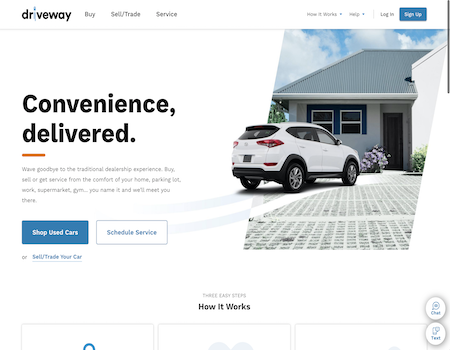 driveway
Buy Sell/Trade Service
How It Works Help Log In Sign Up
Convenience,
delivered.
Wave goodbye to the traditional dealership experience. Buy,
sell or get service from the comfort of your home, parking lot,
work, supermarket, gym... you name it and we'll meet you
there.
Shop Used Cars Schedule Service
or Sell/Trade Your Car
THREE EASY STEPS
How It Works
Chat
Text